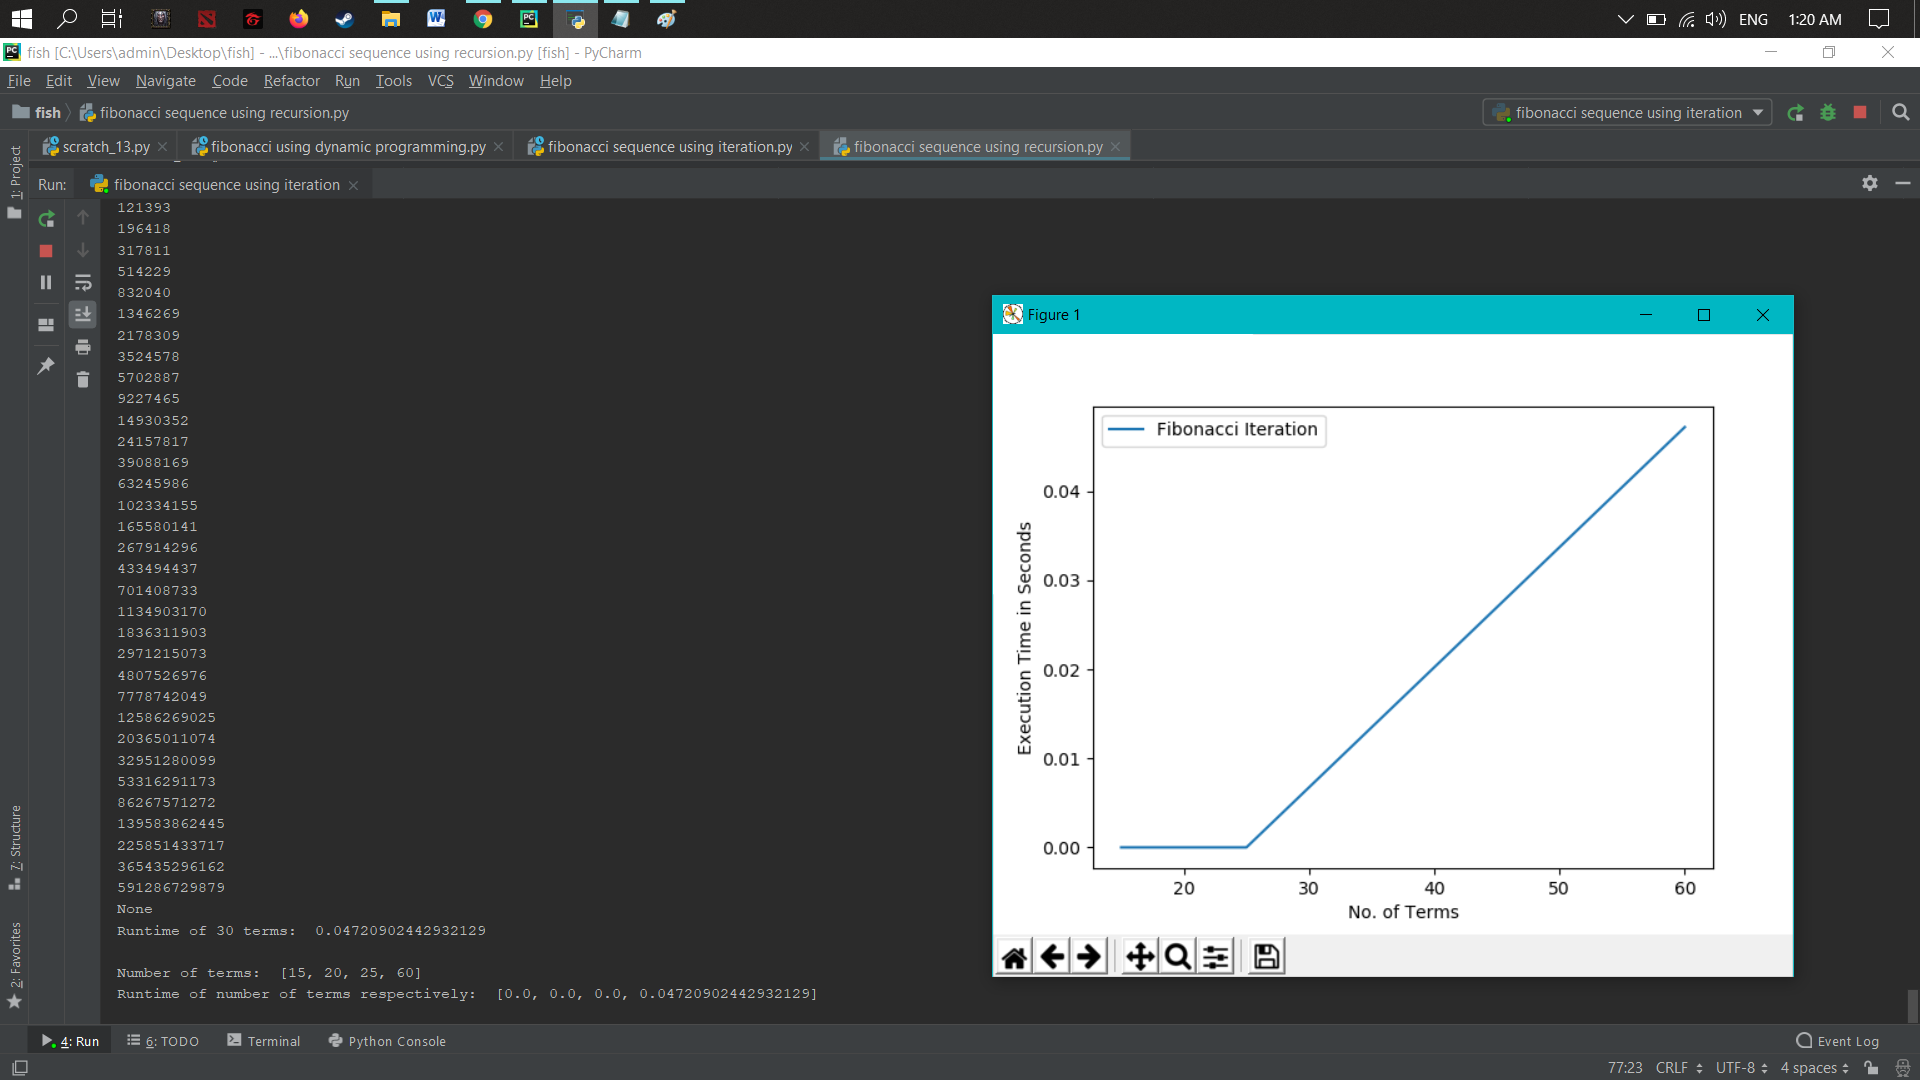 ENG 1:20 AM
fish [C:\Users\admin\Desktop\fish] - ...\fibonacci sequence using recursion.py [fish] - PyCharm
File Edit View Navigate Code Refactor Run Tools VCS Window Help
fish fibonacci sequence using recursion.py fibonacci sequence using iteration
scratch_13.py fibonacci using dynamic programming.py fibonacci sequence using iteration.py fibonacci sequence using recursion.py
1: Project
Run: fibonacci sequence using iteration
121393
196418
317811
514229
832040
1346269
2178309
3524578
5702887
9227465
14930352
24157817
39088169
63245986
102334155
165580141
267914296
433494437
701408733
1134903170
1836311903
2971215073
4807526976
7778742049
12586269025
20365011074
32951280099
53316291173
86267571272
139583862445
225851433717
365435296162
591286729879
None
Runtime of 30 terms:  0.04720902442932129
Number of terms:  [15, 20, 25, 60]
Runtime of number of terms respectively:  [0.0, 0.0, 0.0, 0.04720902442932129]
Figure 1
Fibonacci Iteration
Execution Time in Seconds
0.04
0.03
0.02
0.01
0.00
20 30 40 50 60
No. of Terms
7: Structure
2: Favorites
4: Run 6: TODO Terminal Python Console Event Log
77:23 CRLF UTF-8 4 spaces